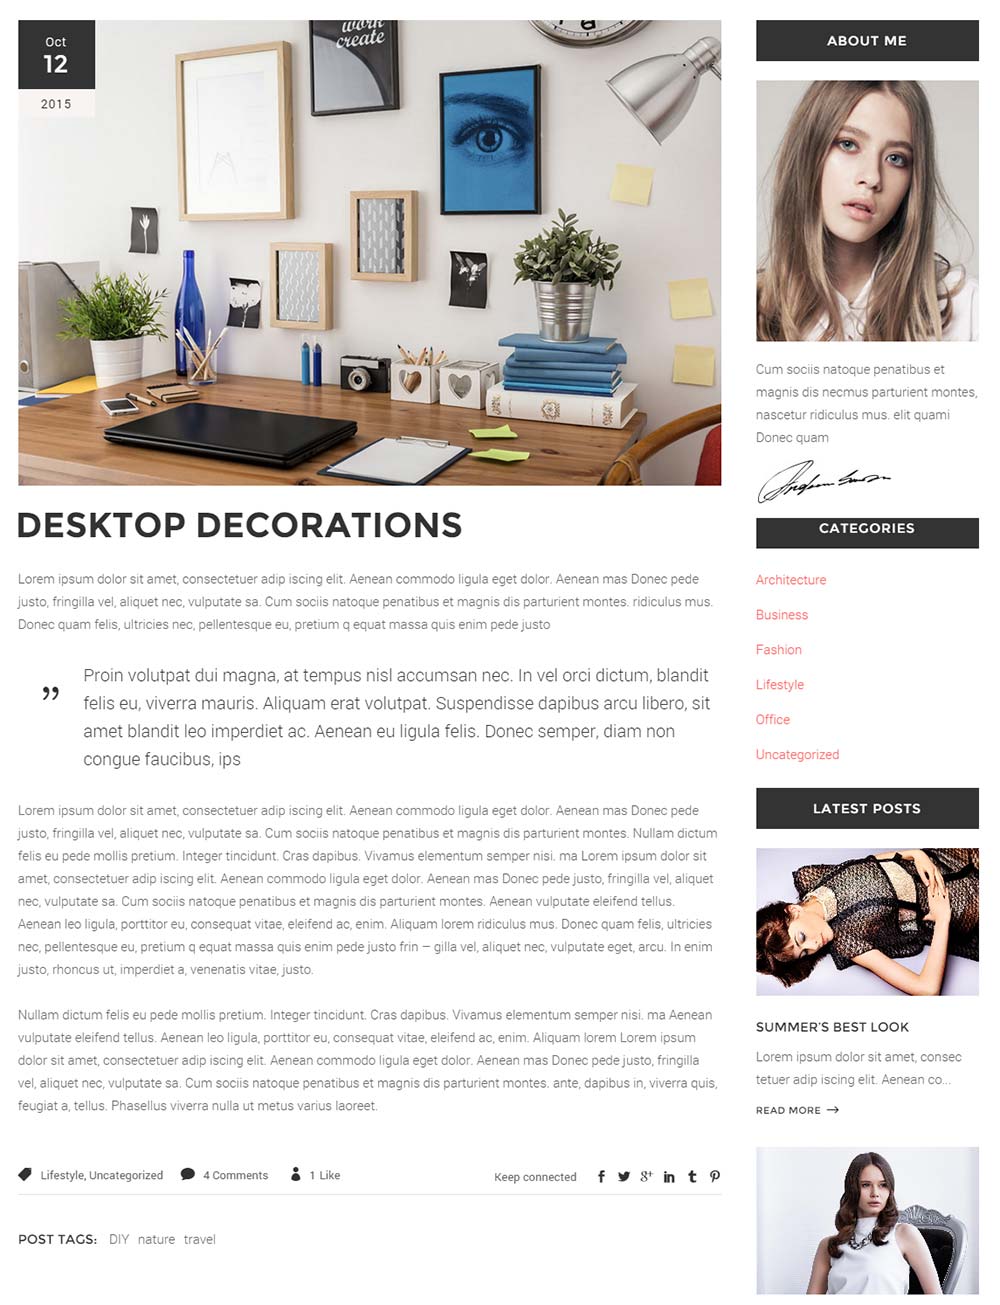 Oct
12
2015
work
create
DESKTOP DECORATIONS
Lorem ipsum dolor sit amet, consectetuer adip iscing elit. Aenean commodo ligula eget dolor. Aenean mas Donec pede
justo, fringilla vel, aliquet nec, vulputate sa. Cum sociis natoque penatibus et magnis dis parturient montes. ridiculus mus.
Donec quam felis, ultricies nec, pellentesque eu, pretium q equat massa quis enim pede justo
” Proin volutpat dui magna, at tempus nisl accumsan nec. In vel orci dictum, blandit
felis eu, viverra mauris. Aliquam erat volutpat. Suspendisse dapibus arcu libero, sit
amet blandit leo imperdiet ac. Aenean eu ligula felis. Donec semper, diam non
congue faucibus, ips
Lorem ipsum dolor sit amet, consectetuer adip iscing elit. Aenean commodo ligula eget dolor. Aenean mas Donec pede
justo, fringilla vel, aliquet nec, vulputate sa. Cum sociis natoque penatibus et magnis dis parturient montes. Nullam dictum
felis eu pede mollis pretium. Integer tincidunt. Cras dapibus. Vivamus elementum semper nisi. ma Lorem ipsum dolor sit
amet, consectetuer adip iscing elit. Aenean commodo ligula eget dolor. Aenean mas Donec pede justo, fringilla vel, aliquet
nec, vulputate sa. Cum sociis natoque penatibus et magnis dis parturient montes. Aenean vulputate eleifend tellus.
Aenean leo ligula, porttitor eu, consequat vitae, eleifend ac, enim. Aliquam lorem ridiculus mus. Donec quam felis, ultricies
nec, pellentesque eu, pretium q equat massa quis enim pede justo frin – gilla vel, aliquet nec, vulputate eget, arcu. In enim
justo, rhoncus ut, imperdiet a, venenatis vitae, justo.
Nullam dictum felis eu pede mollis pretium. Integer tincidunt. Cras dapibus. Vivamus elementum semper nisi. ma Aenean
vulputate eleifend tellus. Aenean leo ligula, porttitor eu, consequat vitae, eleifend ac, enim. Aliquam lorem Lorem ipsum
dolor sit amet, consectetuer adip iscing elit. Aenean commodo ligula eget dolor. Aenean mas Donec pede justo, fringilla
vel, aliquet nec, vulputate sa. Cum sociis natoque penatibus et magnis dis parturient montes. ante, dapibus in, viverra quis,
feugiat a, tellus. Phasellus viverra nulla ut metus varius laoreet.
Lifestyle, Uncategorized 4 Comments 1 Like Keep connected
POST TAGS: DIY nature travel
ABOUT ME
Cum sociis natoque penatibus et
magnis dis necmus parturient montes,
nascetur ridiculus mus. elit quami
Donec quam
CATEGORIES
Architecture
Business
Fashion
Lifestyle
Office
Uncategorized
LATEST POSTS
SUMMER'S BEST LOOK
Lorem ipsum dolor sit amet, consec
tetuer adip iscing elit. Aenean co...
READ MORE →